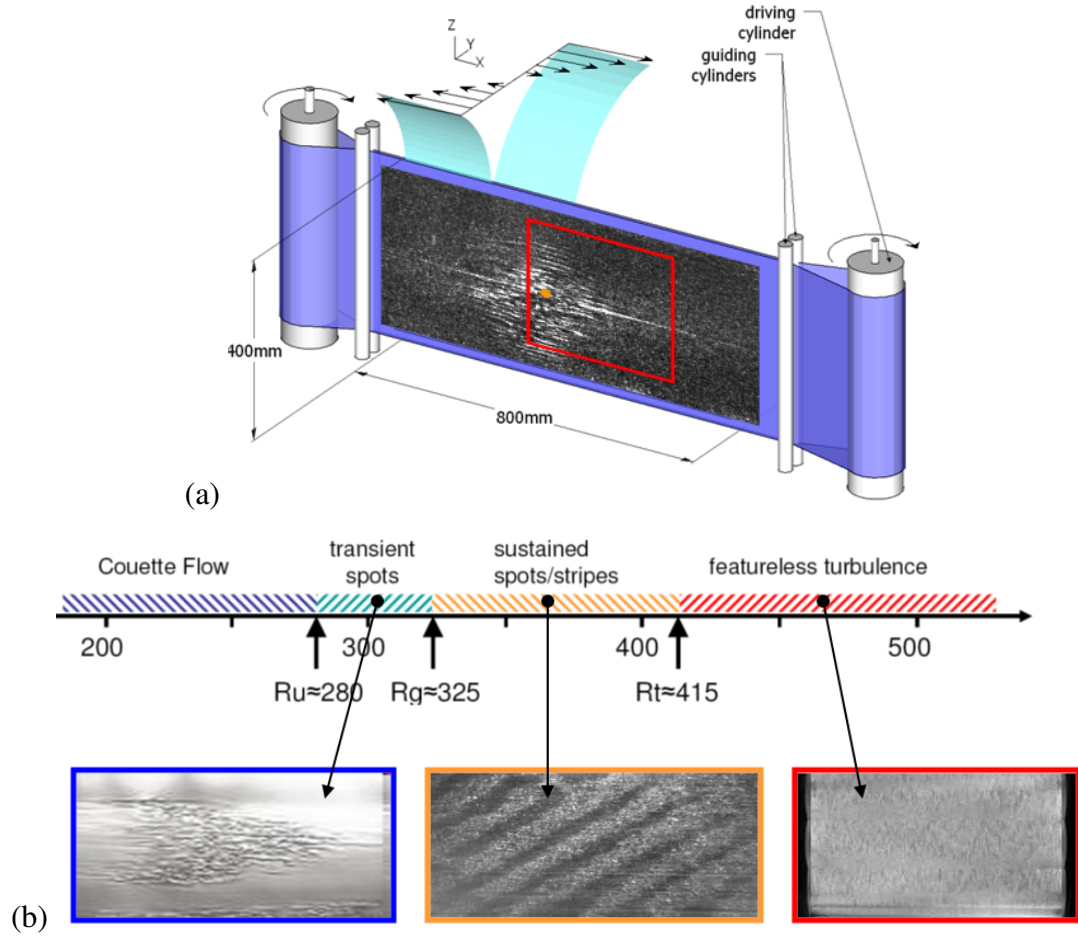 driving
cylinder
guiding
cylinders
Z
Y
X
400mm
800mm
(a)
Couette Flow
transient
spots
sustained
spots/stripes
featureless turbulence
200 300 400 500
Ru≈280 Rg≈325 Rt≈415
(b)